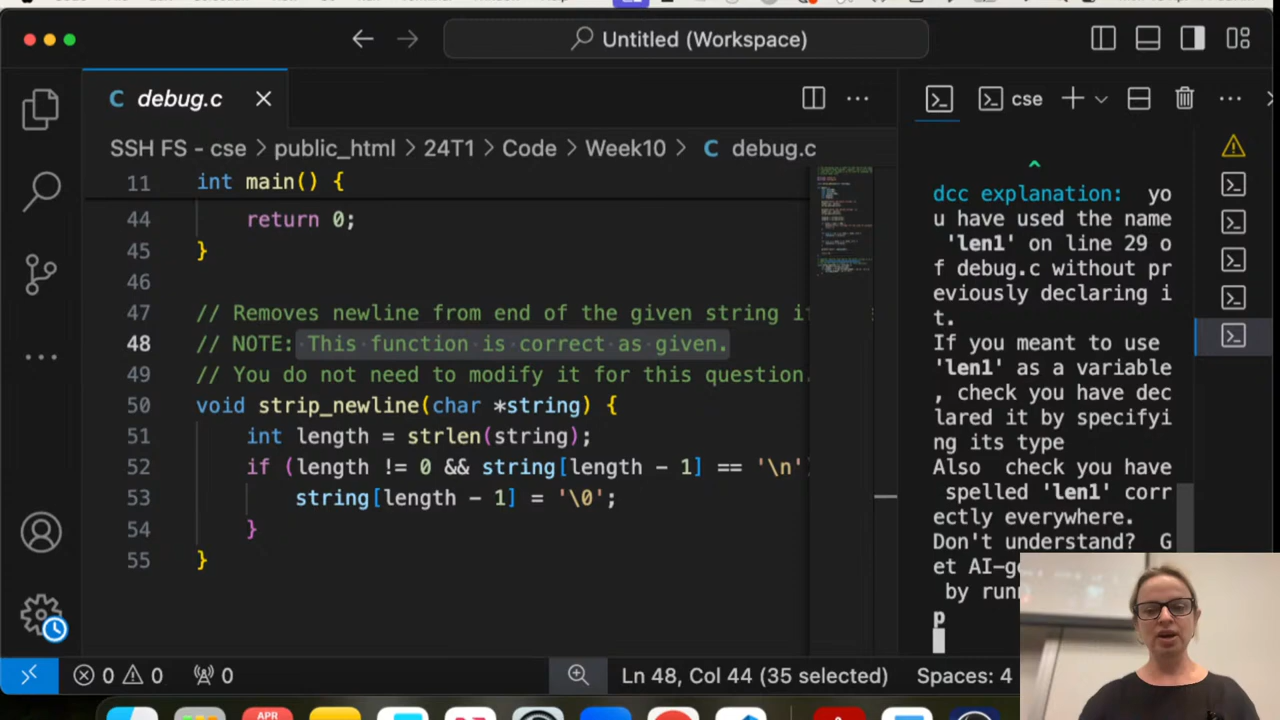 Untitled (Workspace)
debug.c
cse
SSH FS - cse > public_html > 24T1 > Code > Week10 > C debug.c
11 int main() {
44 return 0;
45 }
46
47 // Removes newline from end of the given string
48 // NOTE: This function is correct as given.
49 // You do not need to modify it for this question.
50 void strip_newline(char *string) {
51 int length = strlen(string);
52 if (length != 0 && string[length - 1] == '\n'
53 string[length - 1] = '\0';
54 }
55 }
^
dcc explanation: yo
u have used the name
'len1' on line 29 o
f debug.c without pr
eviously declaring i
t.
If you meant to use
'len1' as a variable
, check you have dec
lared it by specifyi
ng its type
Also check you have
spelled 'len1' corr
ectly everywhere.
Don't understand? G
et AI-g
by run
p
0 0 0
Ln 48, Col 44 (35 selected)
Spaces: 4
APR